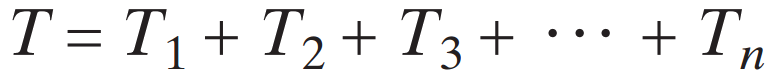 T = T₁ + T₂ + T₃ + ⋯ + Tₙ